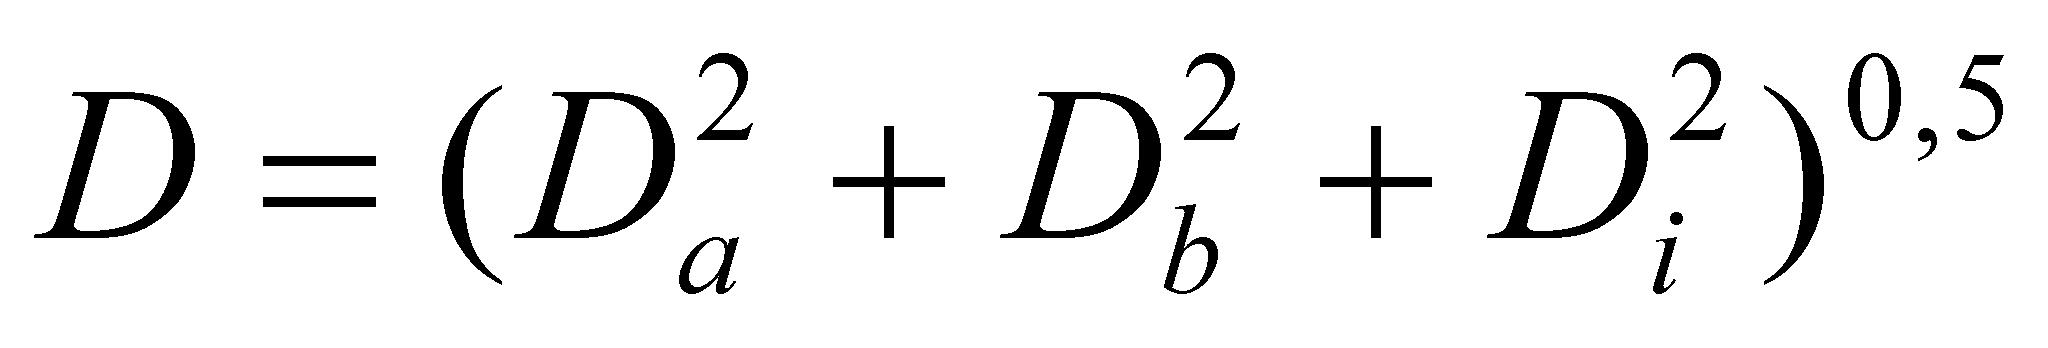 D = (D_a^2 + D_b^2 + D_i^2)^{0,5}